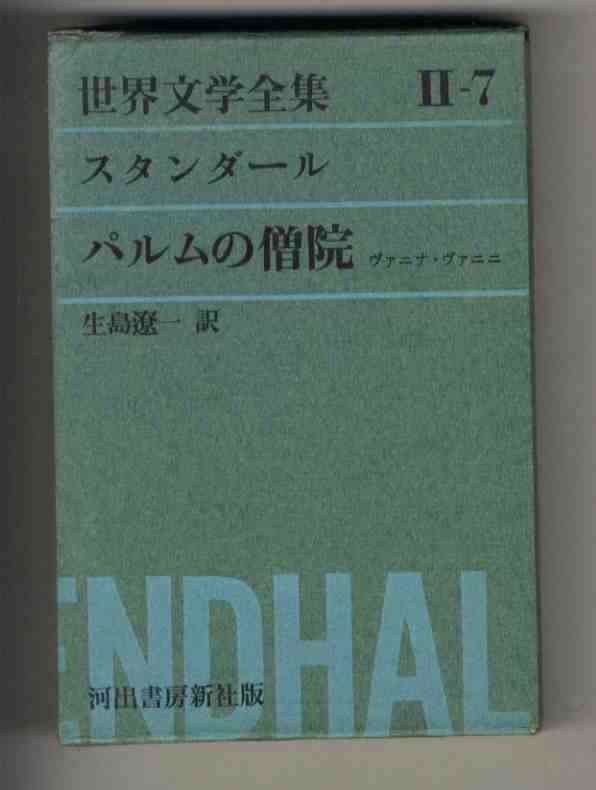 世界文学全集 II-7
スタンダール
パルムの僧院 ヴァニナ・ヴァニニ
生島遼一 訳
ENDHAL
河出書房新社版